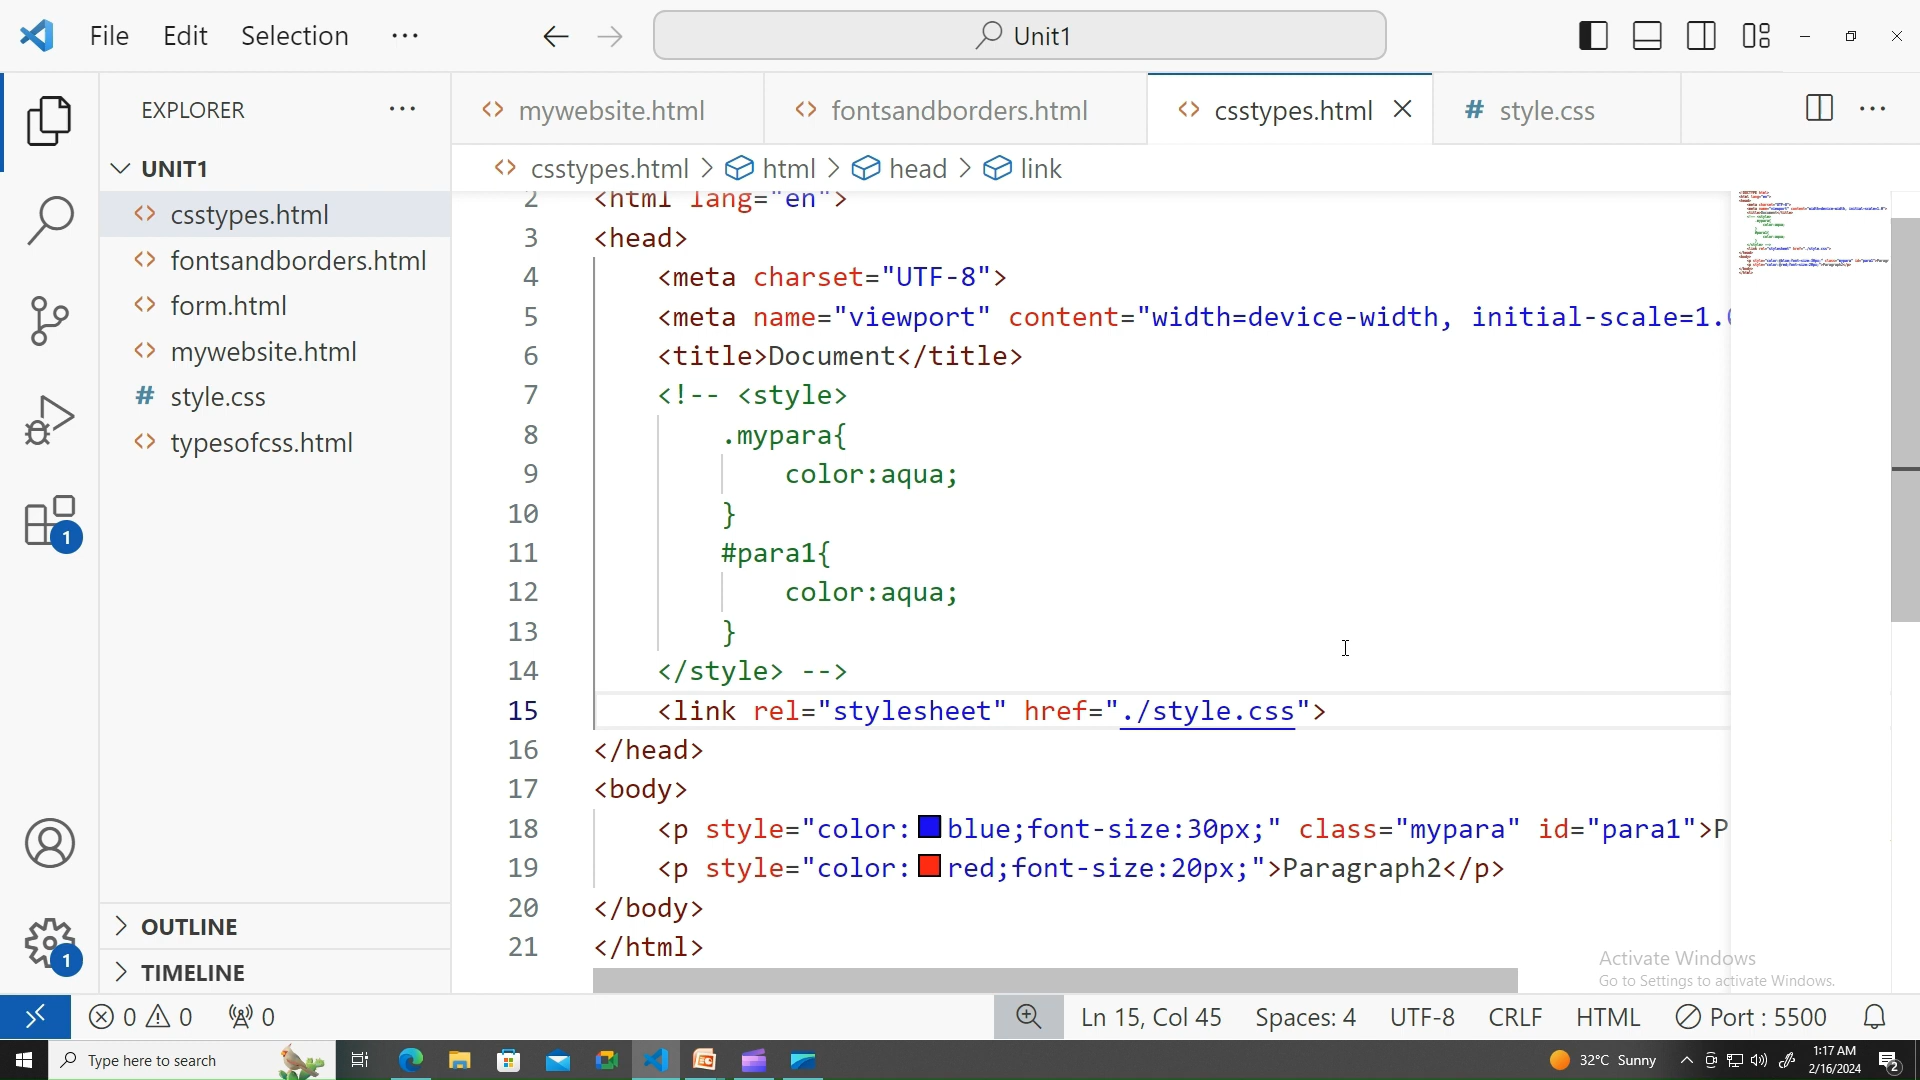 File Edit Selection ··· Unit1
EXPLORER ···
mywebsite.html fontsandborders.html csstypes.html style.css ···
UNIT1
csstypes.html
fontsandborders.html
form.html
mywebsite.html
style.css
typesofcss.html
OUTLINE
TIMELINE
csstypes.html > html > head > link
2 <html lang="en">
3 <head>
4 <meta charset="UTF-8">
5 <meta name="viewport" content="width=device-width, initial-scale=1.0
6 <title>Document</title>
7 <!-- <style>
8 .mypara{
9 color:aqua;
10 }
11 #para1{
12 color:aqua;
13 }
14 </style> -->
15 <link rel="stylesheet" href="./style.css">
16 </head>
17 <body>
18 <p style="color:blue;font-size:30px;" class="mypara" id="para1">P
19 <p style="color:red;font-size:20px;">Paragraph2</p>
20 </body>
21 </html>
Activate Windows
Go to Settings to activate Windows.
1
1
0 0 0 Ln 15, Col 45 Spaces: 4 UTF-8 CRLF HTML Port : 5500
Type here to search 32°C Sunny 1:17 AM
2/16/2024 2